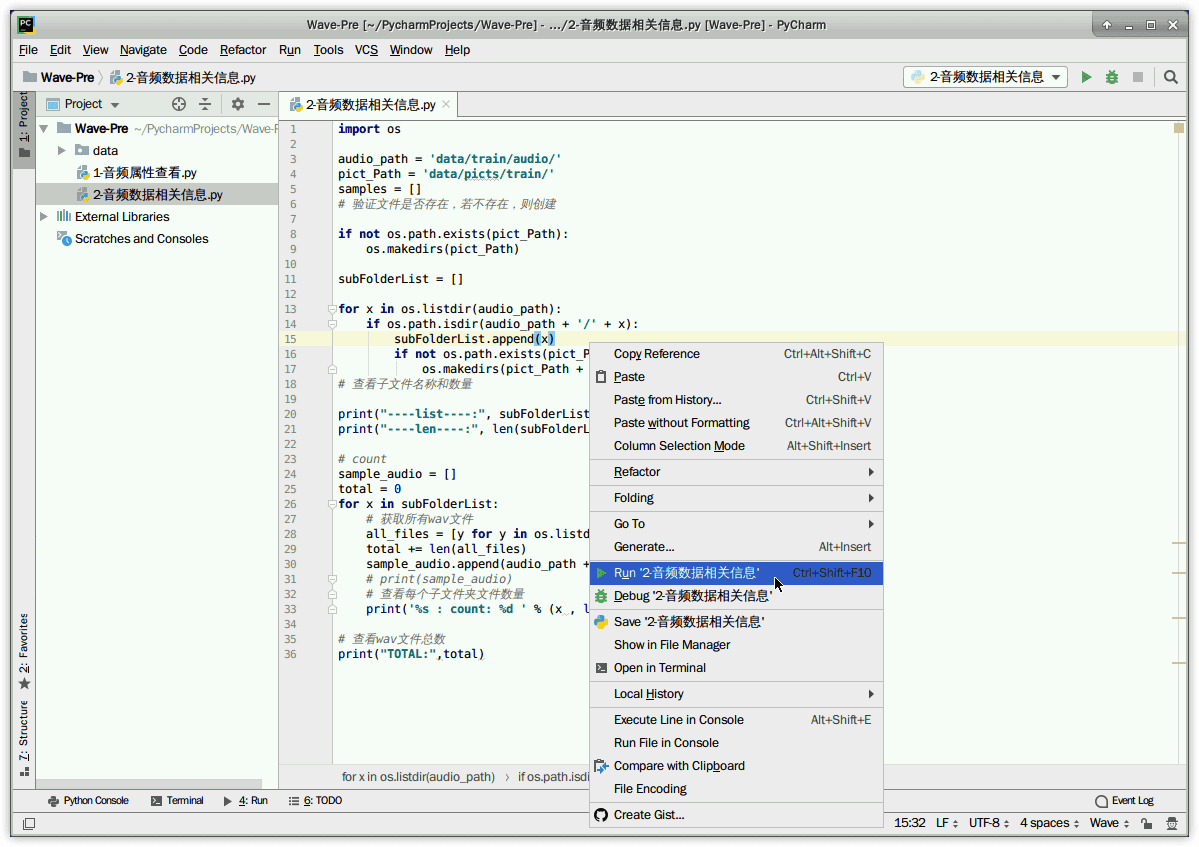 PC
Wave-Pre [~/PycharmProjects/Wave-Pre] - .../2-音频数据相关信息.py [Wave-Pre] - PyCharm
File Edit View Navigate Code Refactor Run Tools VCS Window Help
Wave-Pre 2-音频数据相关信息.py
2-音频数据相关信息
1: Project
Project
2-音频数据相关信息.py
Wave-Pre ~/PycharmProjects/Wave-P
data
1-音频属性查看.py
2-音频数据相关信息.py
External Libraries
Scratches and Consoles
2: Favorites
7: Structure
1 import os
2
3 audio_path = 'data/train/audio/'
4 pict_Path = 'data/picts/train/'
5 samples = []
6 # 验证文件是否存在，若不存在，则创建
7
8 if not os.path.exists(pict_Path):
9 os.makedirs(pict_Path)
10
11 subFolderList = []
12
13 for x in os.listdir(audio_path):
14 if os.path.isdir(audio_path + '/' + x):
15 subFolderList.append(x)
16 if not os.path.exists(pict_P
17 os.makedirs(pict_Path +
18 # 查看子文件名称和数量
19
20 print("----list----:", subFolderList
21 print("----len----:", len(subFolderL
22
23 # count
24 sample_audio = []
25 total = 0
26 for x in subFolderList:
27 # 获取所有wav文件
28 all_files = [y for y in os.listd
29 total += len(all_files)
30 sample_audio.append(audio_path +
31 # print(sample_audio)
32 # 查看每个子文件夹文件数量
33 print('%s : count: %d ' % (x , l
34
35 # 查看wav文件总数
36 print("TOTAL:",total)
Copy Reference Ctrl+Alt+Shift+C
Paste Ctrl+V
Paste from History... Ctrl+Shift+V
Paste without Formatting Ctrl+Alt+Shift+V
Column Selection Mode Alt+Shift+Insert
Refactor
Folding
Go To
Generate... Alt+Insert
Run '2-音频数据相关信息' Ctrl+Shift+F10
Debug '2-音频数据相关信息'
Save '2-音频数据相关信息'
Show in File Manager
Open in Terminal
Local History
Execute Line in Console Alt+Shift+E
Run File in Console
Compare with Clipboard
File Encoding
Create Gist...
for x in os.listdir(audio_path) › if os.path.isdi
Python Console Terminal 4: Run 6: TODO Event Log
15:32 LF UTF-8 4 spaces Wave